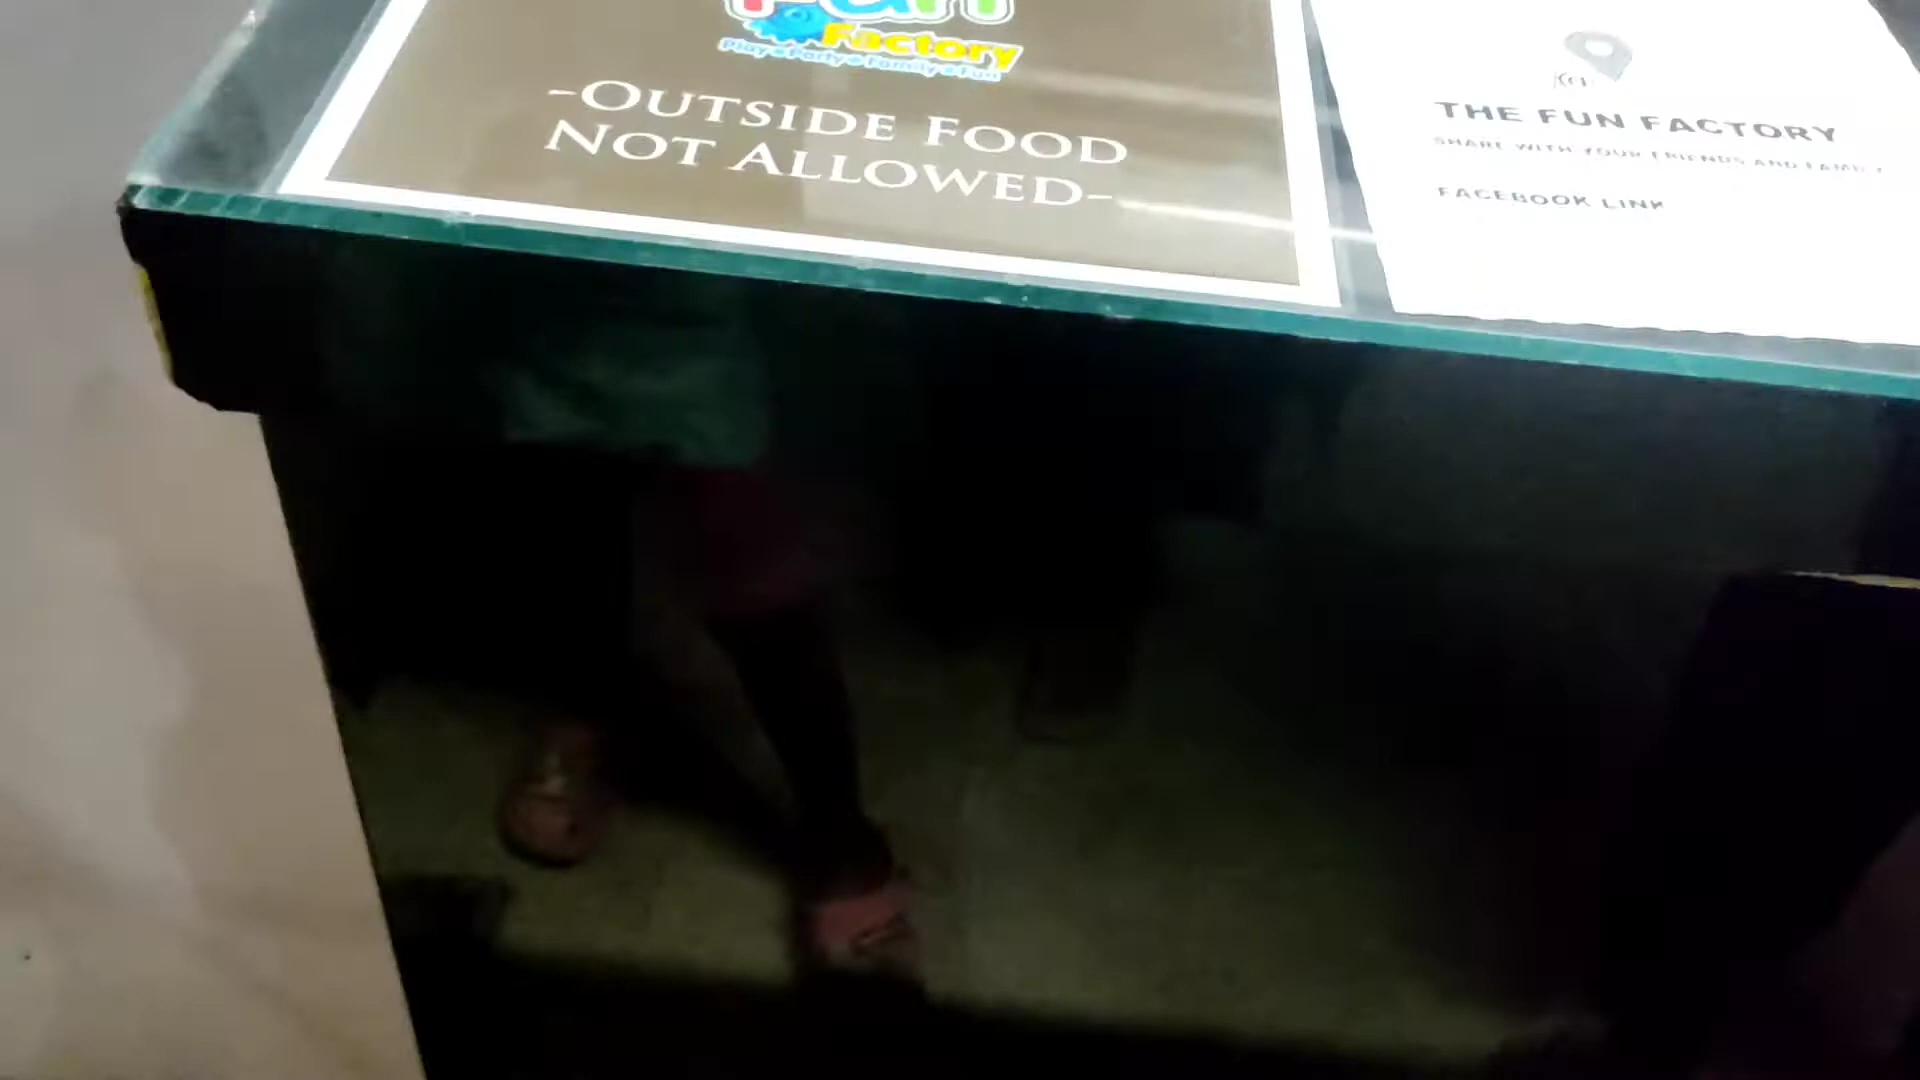 Fun
Factory
Play Party Family Fun
-OUTSIDE FOOD
NOT ALLOWED-
THE FUN FACTORY
SHARE WITH YOUR FRIENDS AND FAMILY
FACEBOOK LINK